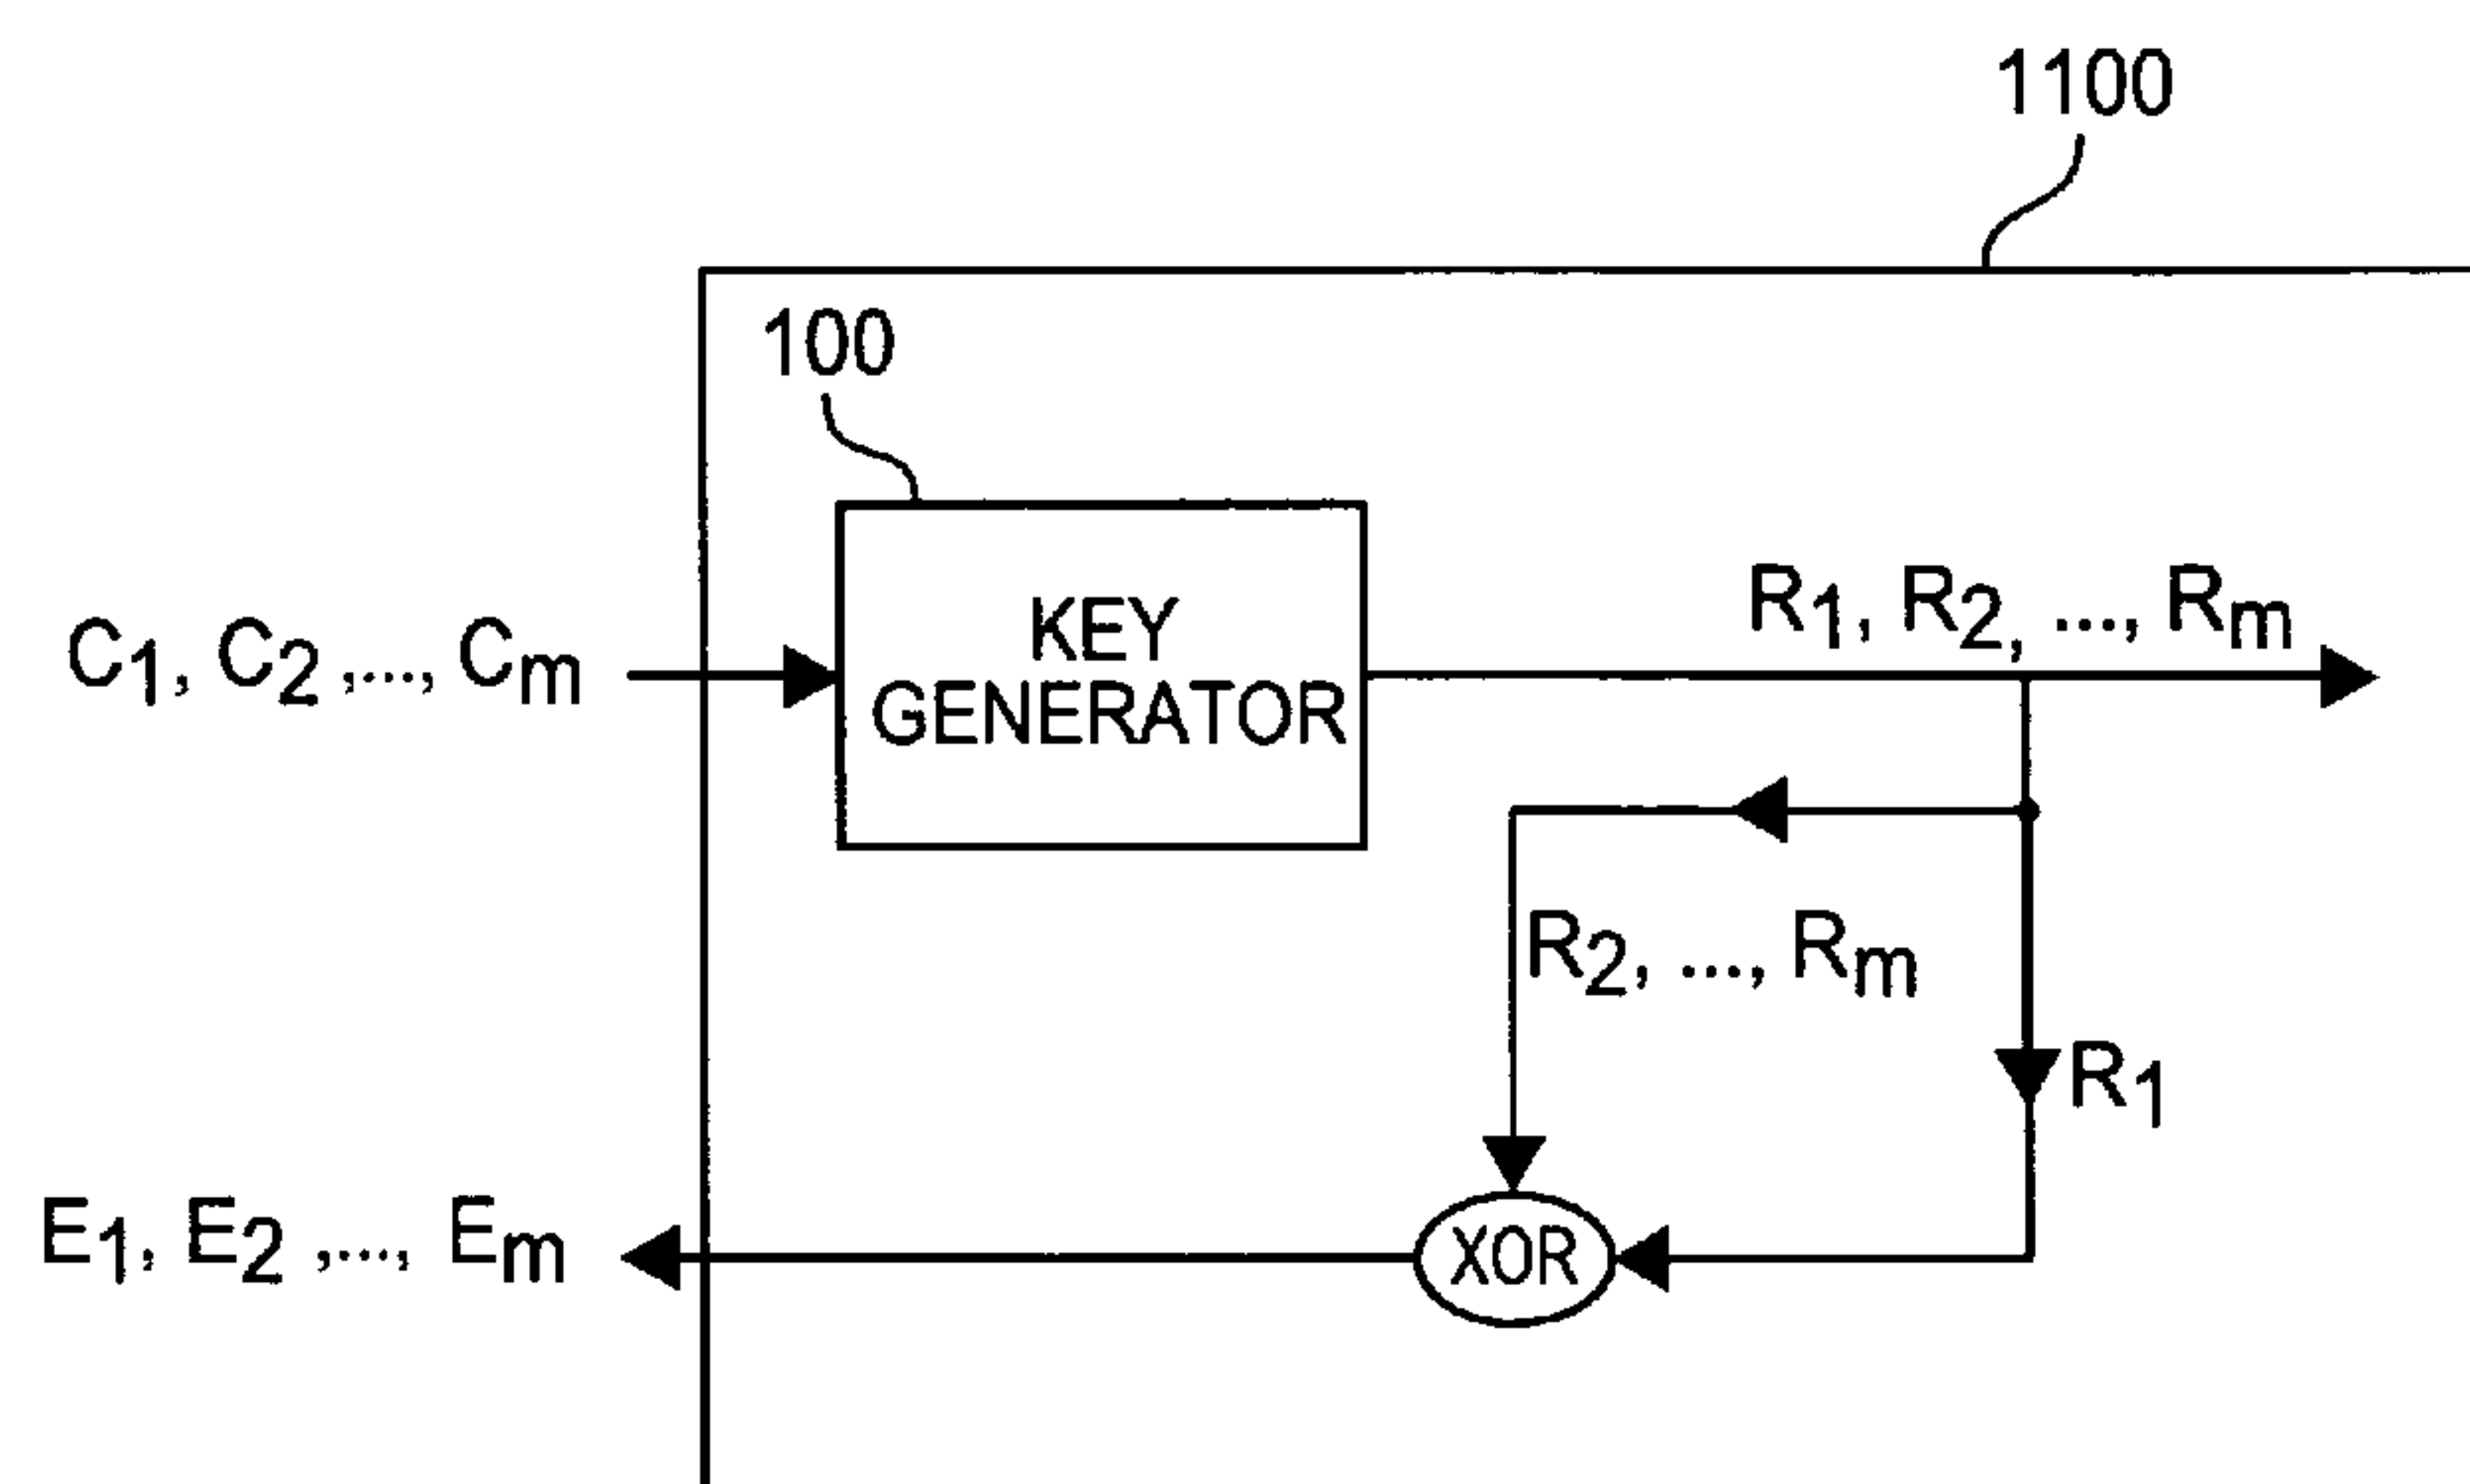 1100
100
KEY
GENERATOR
C1, C2 ,..., Cm
R1, R2, ..., Rm
R2, ..., Rm
R1
E1, E2 ,..., Em
XOR